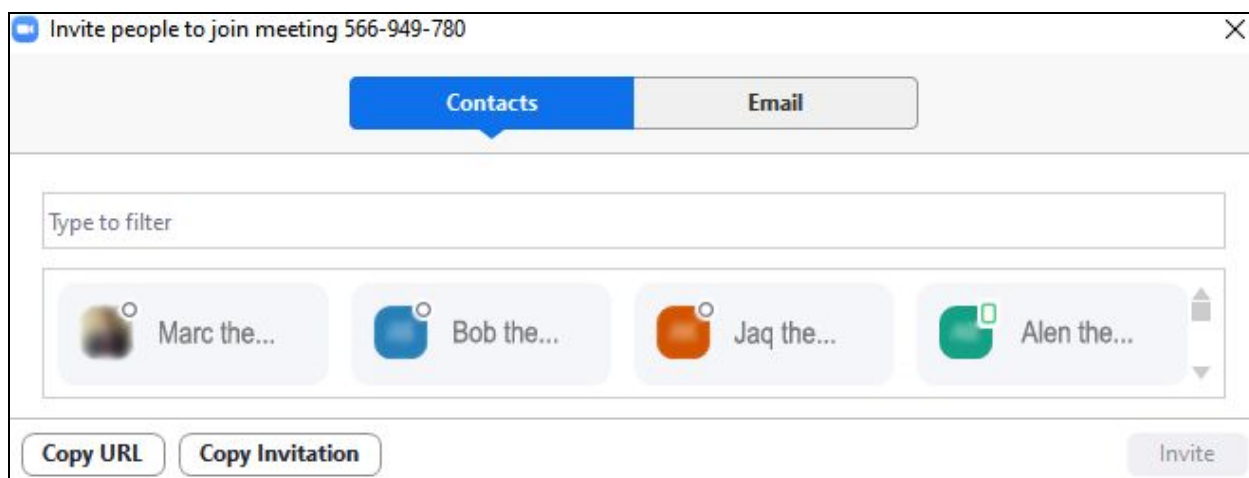 Invite people to join meeting 566-949-780
Contacts Email
Type to filter
Marc the... Bob the... Jaq the... Alen the...
Copy URL Copy Invitation Invite